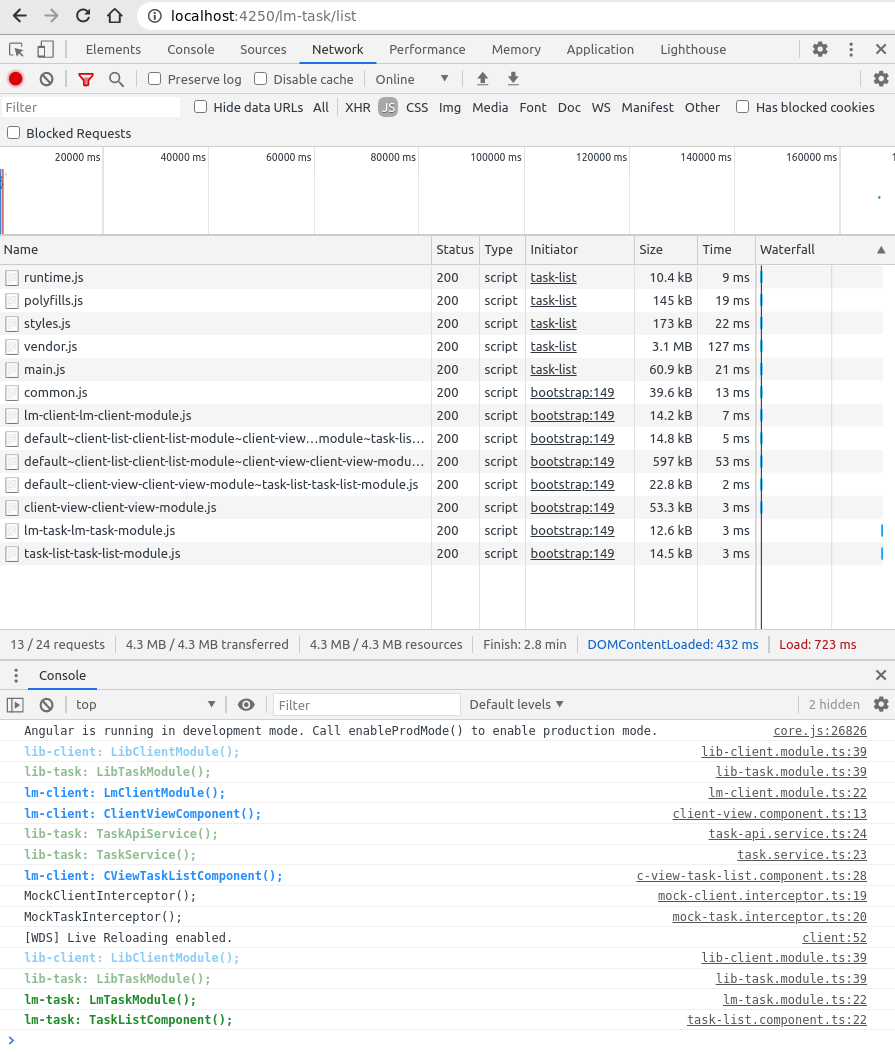 localhost:4250/lm-task/list
Elements Console Sources Network Performance Memory Application Lighthouse
Preserve log Disable cache Online
Filter Hide data URLs All XHR JS CSS Img Media Font Doc WS Manifest Other Has blocked cookies
Blocked Requests
20000 ms 40000 ms 60000 ms 80000 ms 100000 ms 120000 ms 140000 ms 160000 ms
Name Status Type Initiator Size Time Waterfall
runtime.js 200 script task-list 10.4 kB 9 ms
polyfills.js 200 script task-list 145 kB 19 ms
styles.js 200 script task-list 173 kB 22 ms
vendor.js 200 script task-list 3.1 MB 127 ms
main.js 200 script task-list 60.9 kB 21 ms
common.js 200 script bootstrap:149 39.6 kB 13 ms
lm-client-lm-client-module.js 200 script bootstrap:149 14.2 kB 7 ms
default~client-list-client-list-module~client-view…module~task-lis... 200 script bootstrap:149 14.8 kB 5 ms
default~client-list-client-list-module~client-view-client-view-modu... 200 script bootstrap:149 597 kB 53 ms
default~client-view-client-view-module~task-list-task-list-module.js 200 script bootstrap:149 22.8 kB 2 ms
client-view-client-view-module.js 200 script bootstrap:149 53.3 kB 3 ms
lm-task-lm-task-module.js 200 script bootstrap:149 12.6 kB 3 ms
task-list-task-list-module.js 200 script bootstrap:149 14.5 kB 3 ms
13 / 24 requests 4.3 MB / 4.3 MB transferred 4.3 MB / 4.3 MB resources Finish: 2.8 min DOMContentLoaded: 432 ms Load: 723 ms
Console
top Filter Default levels 2 hidden
Angular is running in development mode. Call enableProdMode() to enable production mode. core.js:26826
lib-client: LibClientModule(); lib-client.module.ts:39
lib-task: LibTaskModule(); lib-task.module.ts:39
lm-client: LmClientModule(); lm-client.module.ts:22
lm-client: ClientViewComponent(); client-view.component.ts:13
lib-task: TaskApiService(); task-api.service.ts:24
lib-task: TaskService(); task.service.ts:23
lm-client: CViewTaskListComponent(); c-view-task-list.component.ts:28
MockClientInterceptor(); mock-client.interceptor.ts:19
MockTaskInterceptor(); mock-task.interceptor.ts:20
[WDS] Live Reloading enabled. client:52
lib-client: LibClientModule(); lib-client.module.ts:39
lib-task: LibTaskModule(); lib-task.module.ts:39
lm-task: LmTaskModule(); lm-task.module.ts:22
lm-task: TaskListComponent(); task-list.component.ts:22